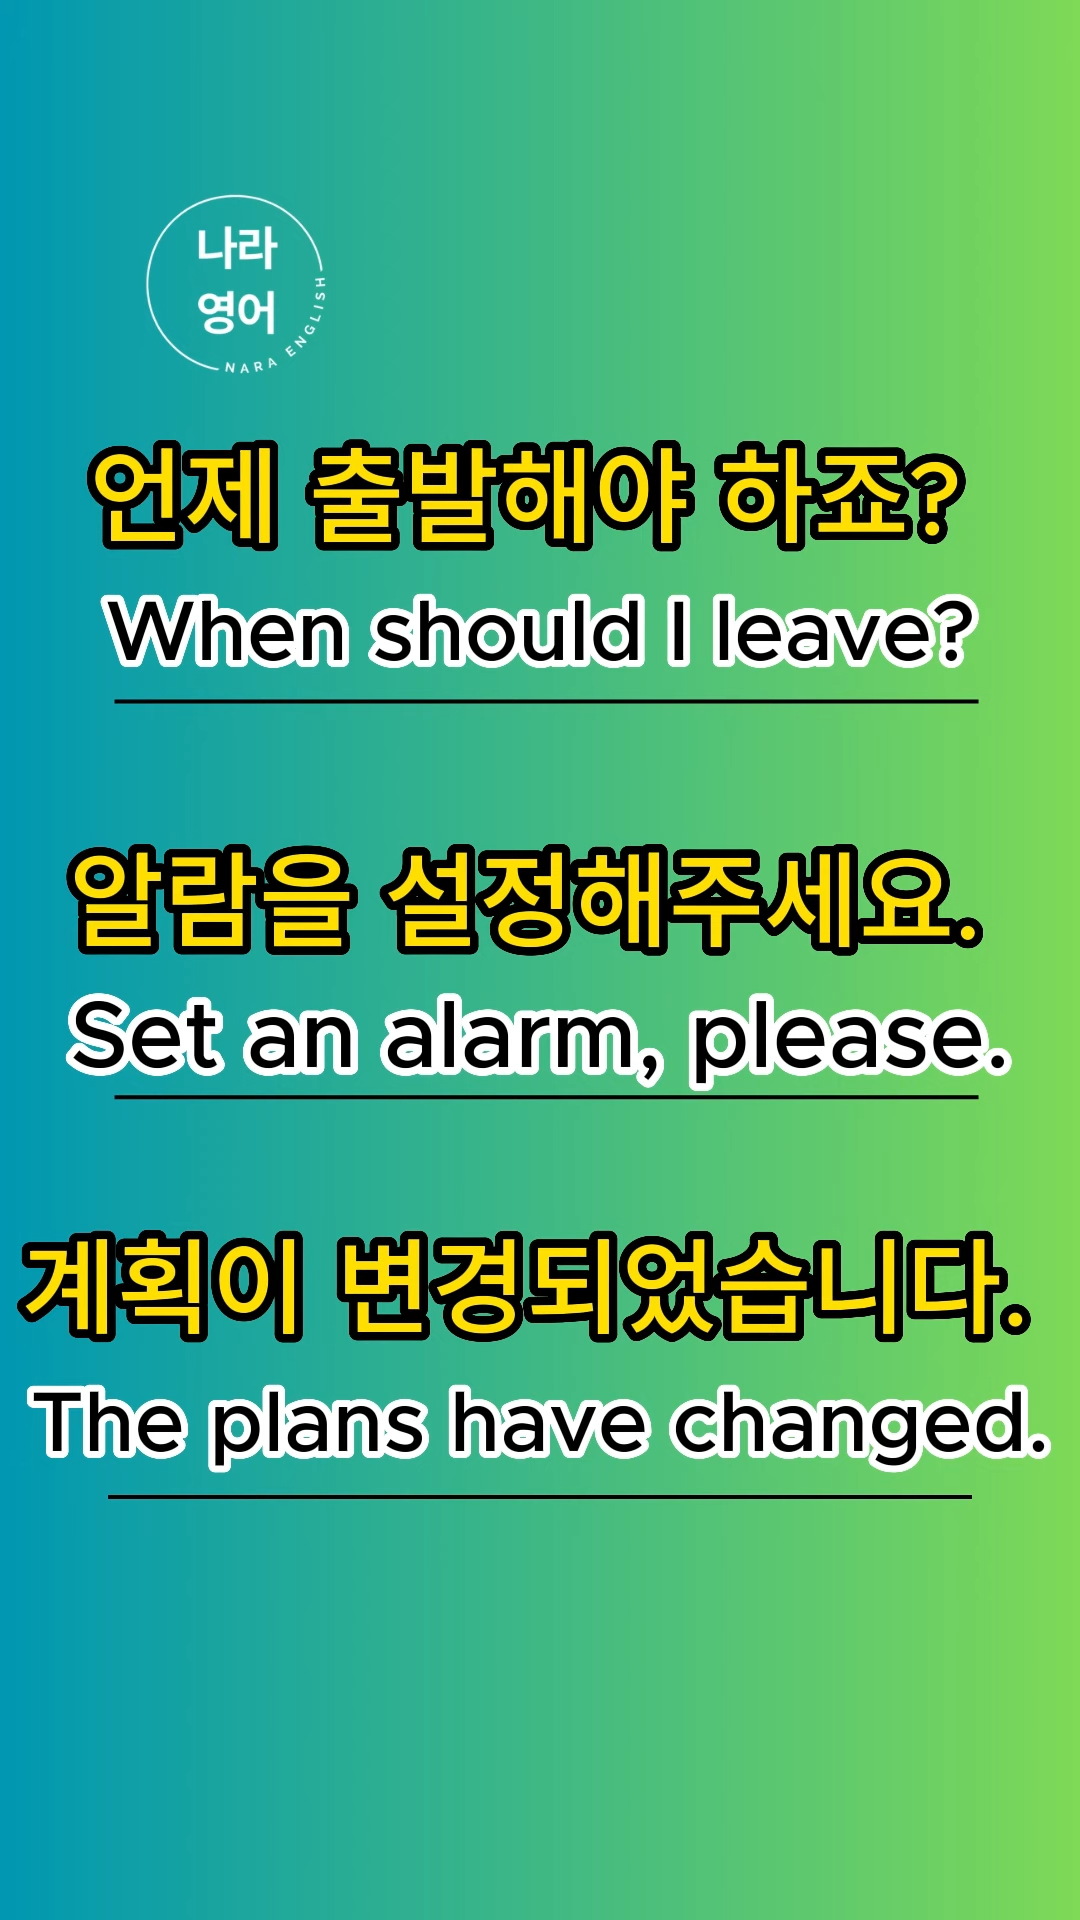 나라
영어
NARA ENGLISH
언제 출발해야 하죠?
When should I leave?
알람을 설정해주세요.
Set an alarm, please.
계획이 변경되었습니다.
The plans have changed.